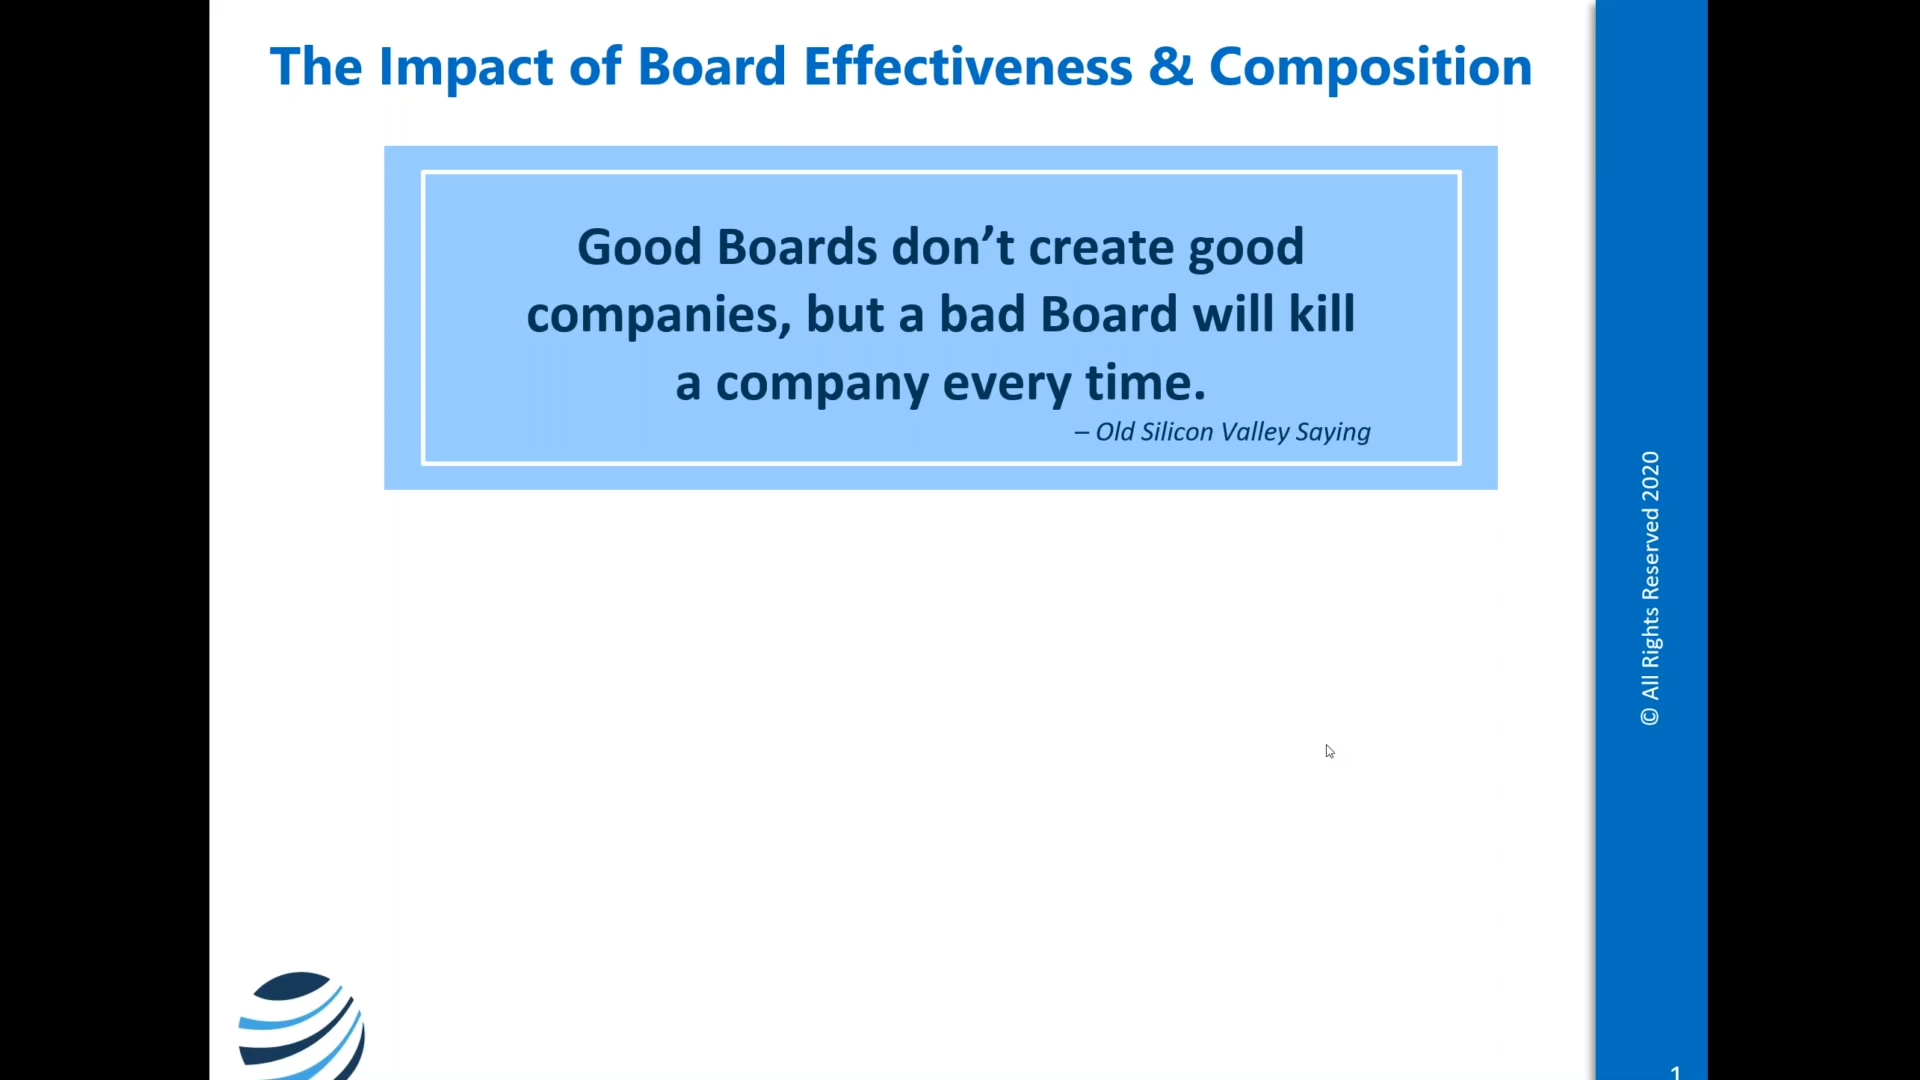 The Impact of Board Effectiveness & Composition
Good Boards don’t create good
companies, but a bad Board will kill
a company every time.
– Old Silicon Valley Saying
© All Rights Reserved 2020
1